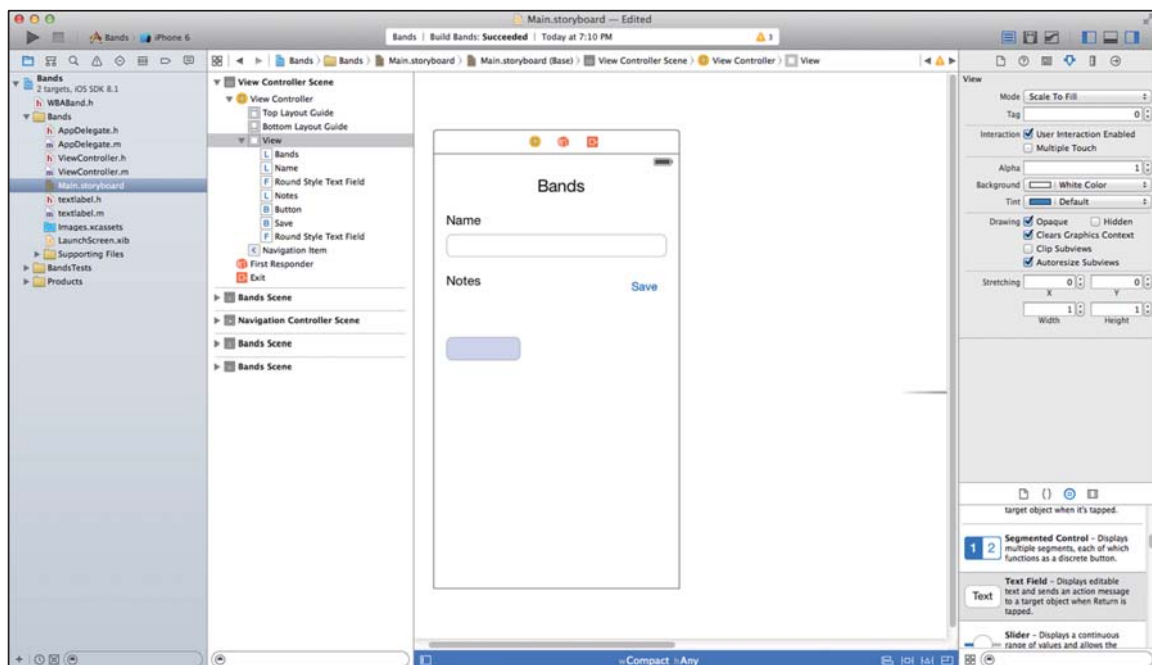 Main.storyboard — Edited
Bands
iPhone 6
Bands | Build Bands: Succeeded | Today at 7:10 PM
Bands
Bands
Main.storyboard
Main.storyboard (Base)
View Controller Scene
View Controller
View
Bands
2 targets, iOS SDK 8.1
WBABand.h
Bands
AppDelegate.h
AppDelegate.m
ViewController.h
ViewController.m
Main.storyboard
textlabel.h
textlabel.m
Images.xcassets
LaunchScreen.xib
Supporting Files
BandsTests
Products
View Controller Scene
View Controller
Top Layout Guide
Bottom Layout Guide
View
L Bands
L Name
F Round Style Text Field
L Notes
B Button
B Save
F Round Style Text Field
Navigation Item
First Responder
Exit
Bands Scene
Navigation Controller Scene
Bands Scene
Bands Scene
Bands
Name
Notes
Save
wCompact hAny
View
Mode Scale To Fill
Tag 0
Interaction User Interaction Enabled
Multiple Touch
Alpha 1
Background White Color
Tint Default
Drawing Opaque Hidden
Clears Graphics Context
Clip Subviews
Autoresize Subviews
Stretching 0 0
X Y
1 1
Width Height
target object when it's tapped.
1 2
Segmented Control – Displays
multiple segments, each of which
functions as a discrete button.
Text
Text Field – Displays editable
text and sends an action message
to a target object when Return is
tapped.
Slider – Displays a continuous
range of values and allows the